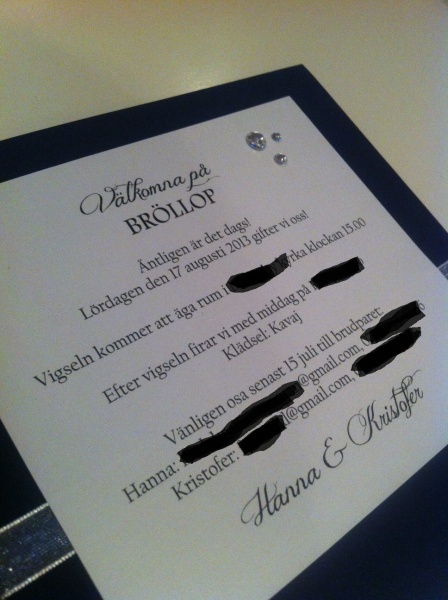 Välkomna på
BRÖLLOP
Äntligen är det dags!
Lördagen den 17 augusti 2013 gifter vi oss!
Vigseln kommer att äga rum i rka klockan 15.00
Efter vigseln firar vi med middag på
Klädsel: Kavaj
Vänligen osa senast 15 juli till brudparet:
Hanna: @gmail.com,
Kristofer: @gmail.com,
Hanna & Kristofer